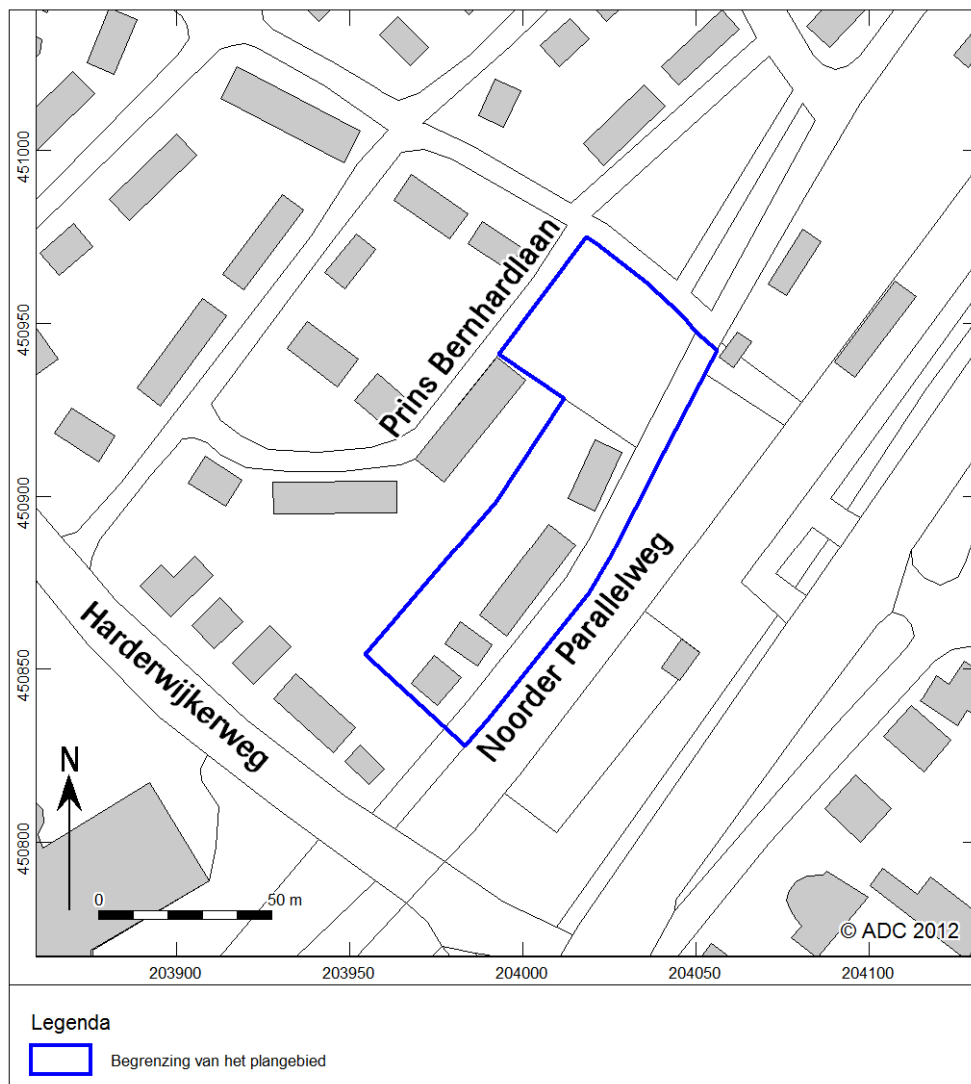 451000
450950
450900
450850
450800
Prins Bernhardlaan
Noorder Parallelweg
Harderwijkerweg
N
0 50 m
© ADC 2012
203900 203950 204000 204050 204100
Legenda
Begrenzing van het plangebied